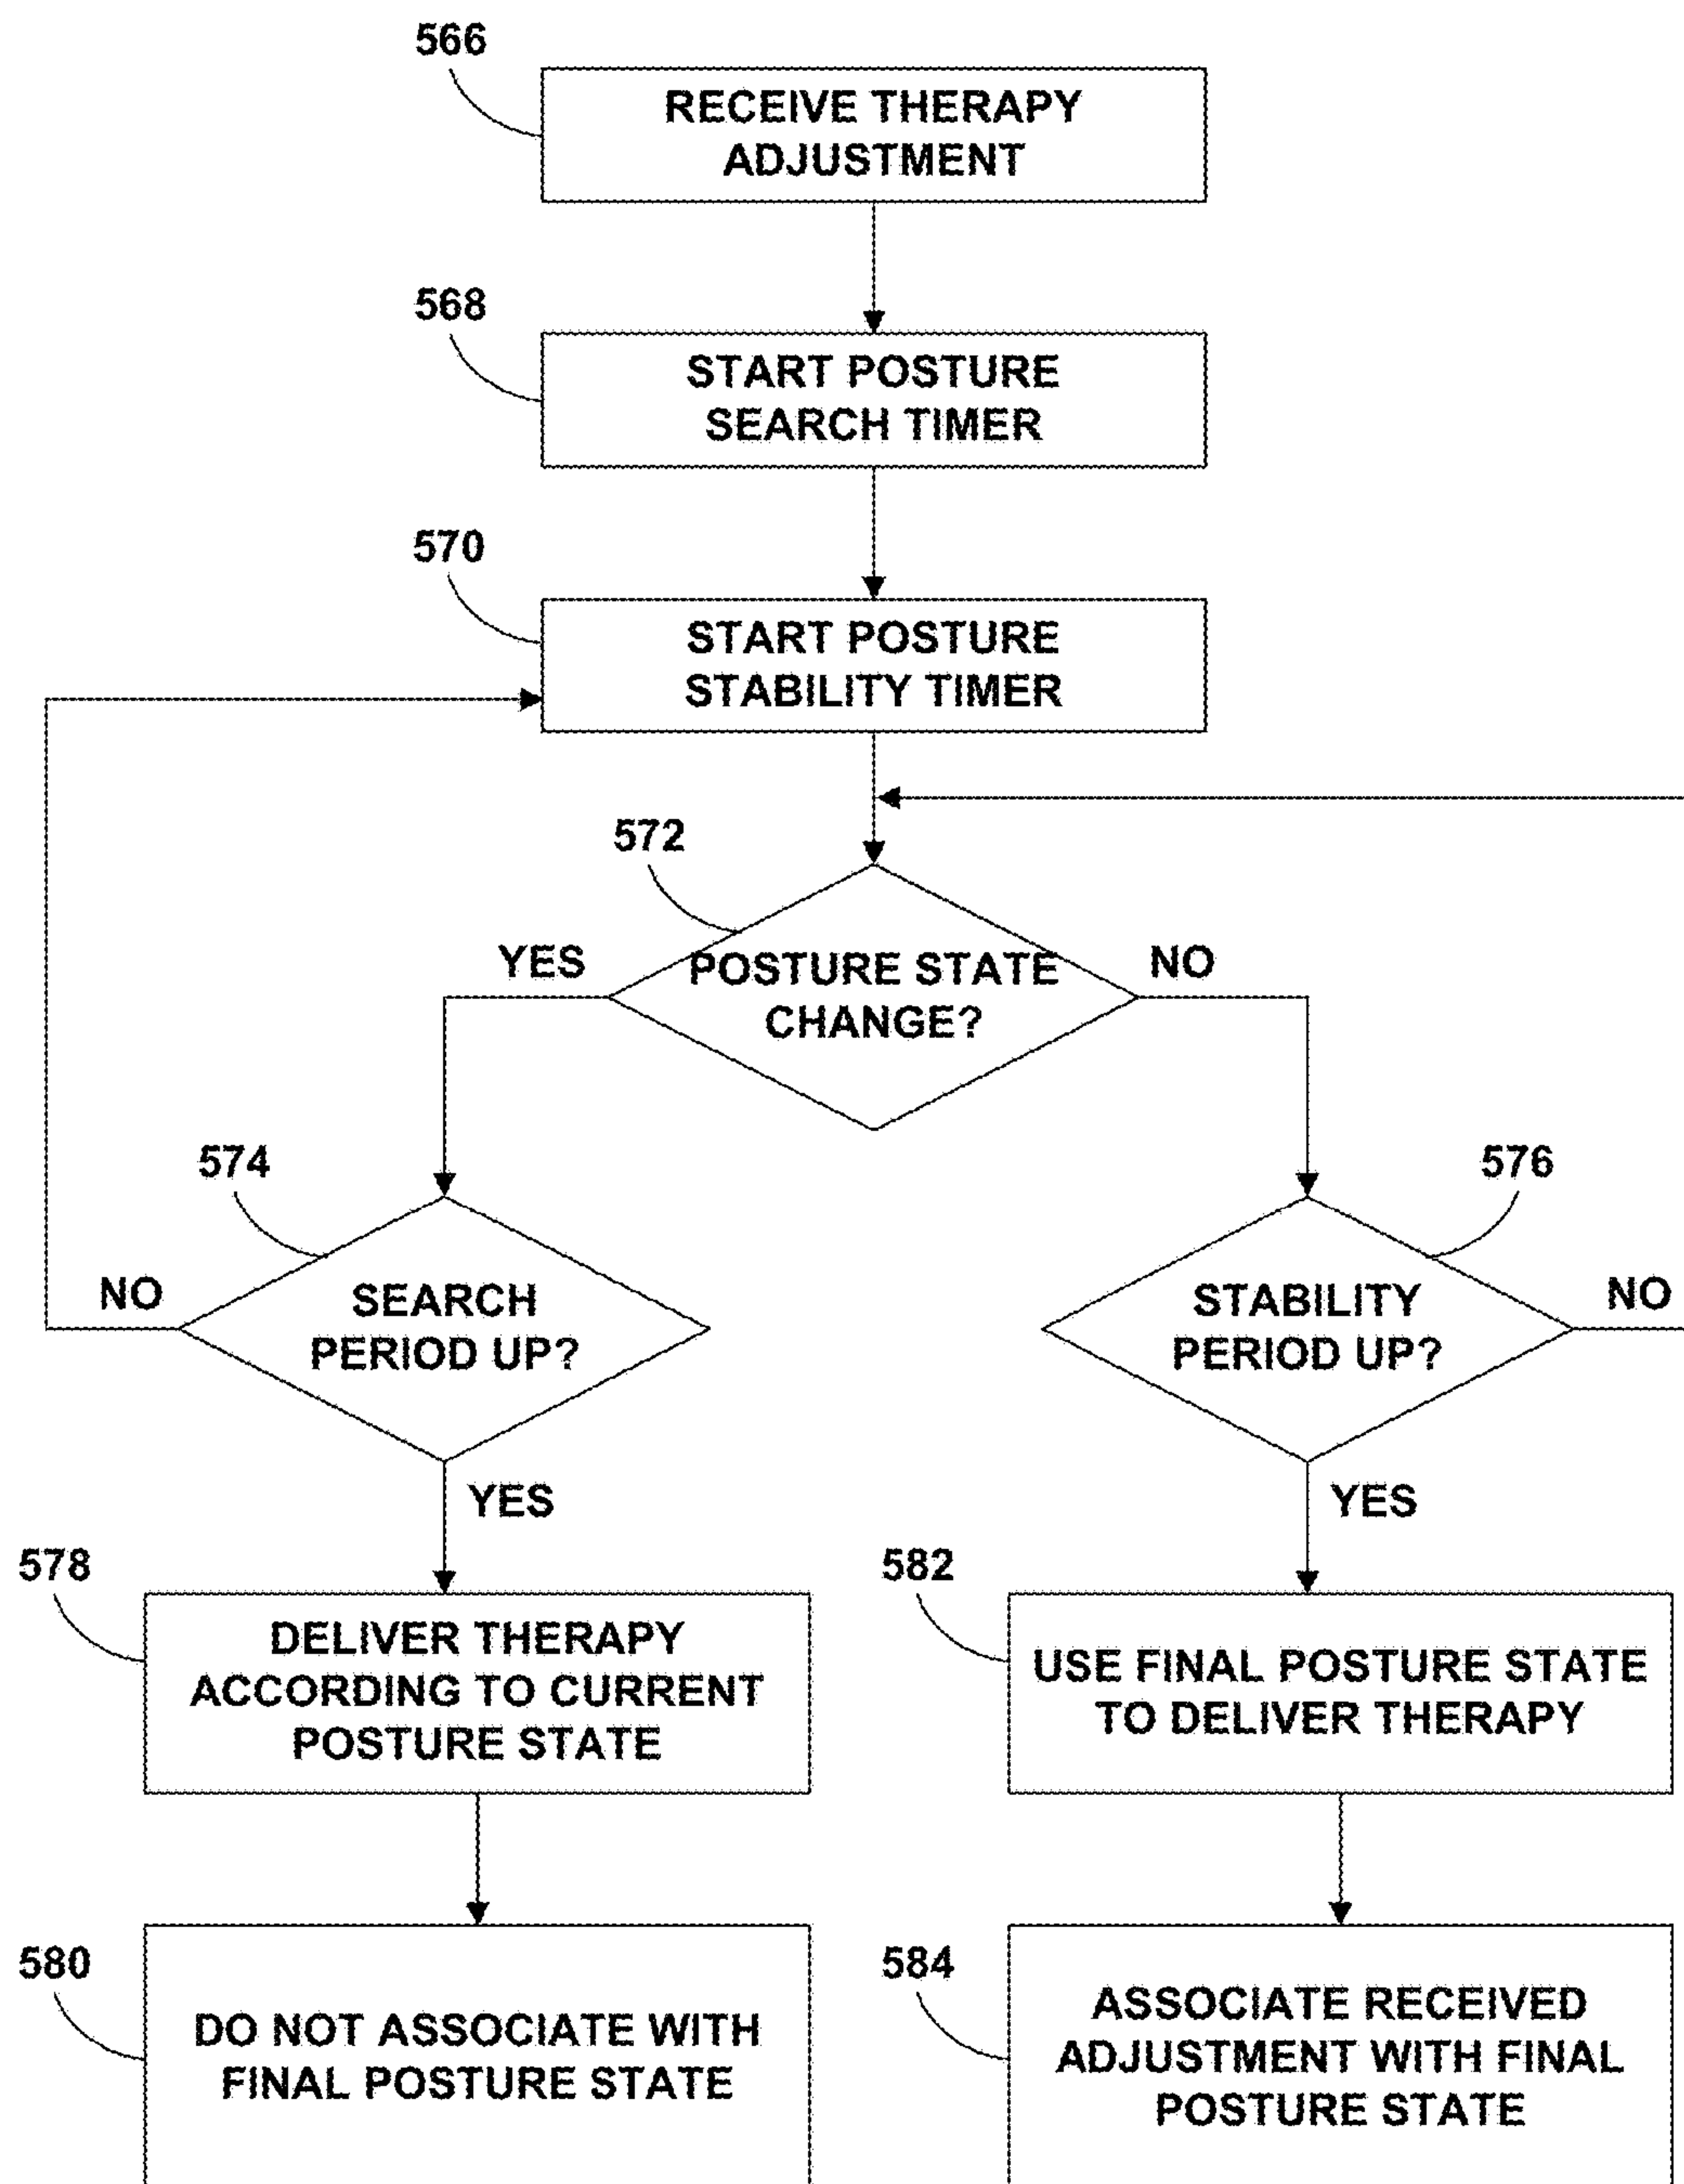 566
RECEIVE THERAPY
ADJUSTMENT
568
START POSTURE
SEARCH TIMER
570
START POSTURE
STABILITY TIMER
572
YES
POSTURE STATE
CHANGE?
NO
574
576
NO
SEARCH
PERIOD UP?
STABILITY
PERIOD UP?
NO
YES
YES
578
DELIVER THERAPY
ACCORDING TO CURRENT
POSTURE STATE
582
USE FINAL POSTURE STATE
TO DELIVER THERAPY
580
DO NOT ASSOCIATE WITH
FINAL POSTURE STATE
584
ASSOCIATE RECEIVED
ADJUSTMENT WITH FINAL
POSTURE STATE